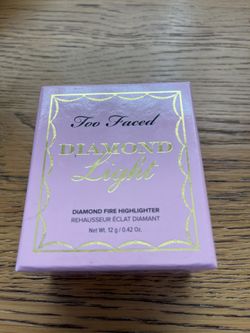 Too Faced
DIAMOND
Light
DIAMOND FIRE HIGHLIGHTER
REHAUSSEUR ÉCLAT DIAMANT
Net Wt. 12 g / 0.42 Oz.